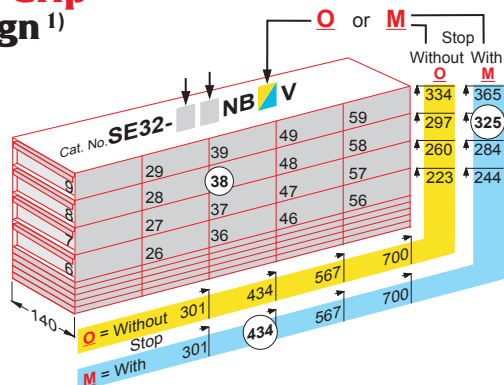 gn 1)
O or M
Stop
Without With
O M
334 365
297 325
260 284
223 244
Cat. No. SE32- NB V
9 29 39 49 59
8 28 38 48 58
7 27 37 47 57
6 26 36 46 56
140
O = Without 301 434 567 700
Stop
M = With 301 434 567 700